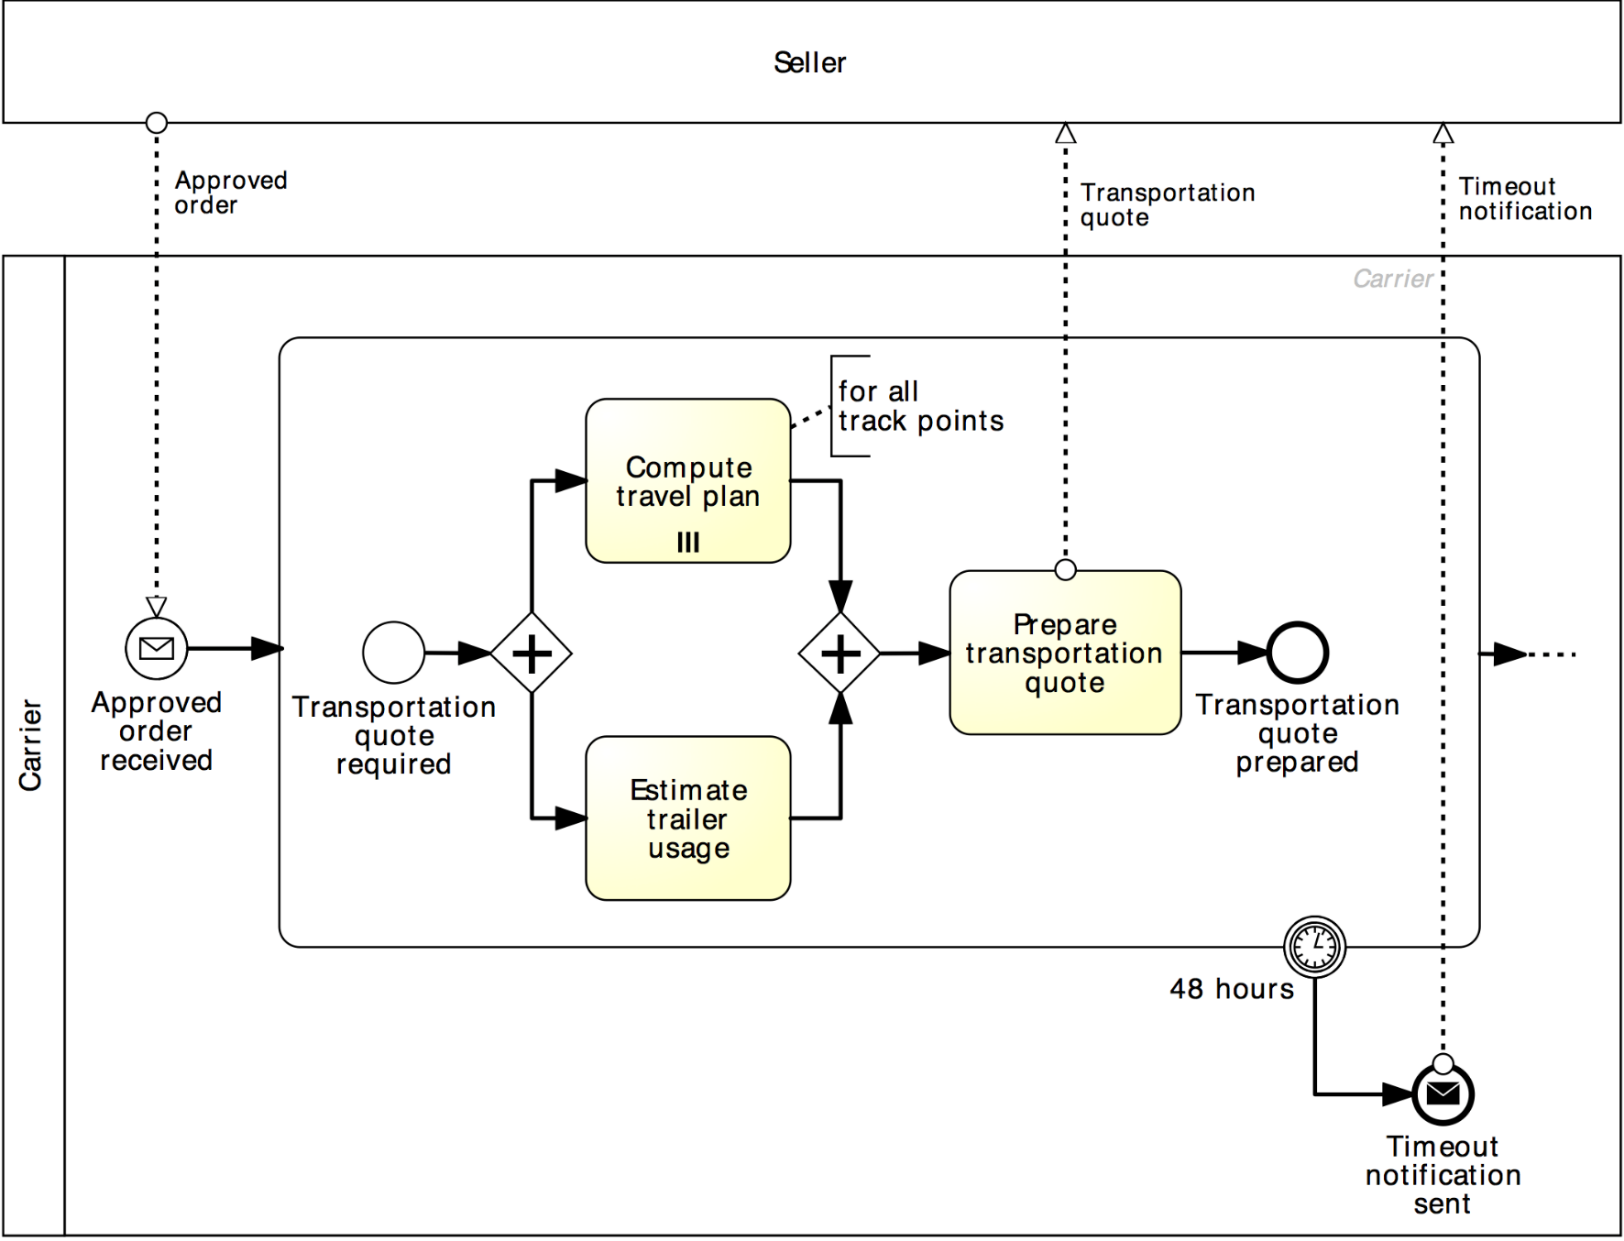 Seller
Approved
order
Transportation
quote
Timeout
notification
Carrier
Carrier
for all
track points
Compute
travel plan
Approved
order
received
Transportation
quote
required
Prepare
transportation
quote
Transportation
quote
prepared
Estimate
trailer
usage
48 hours
Timeout
notification
sent